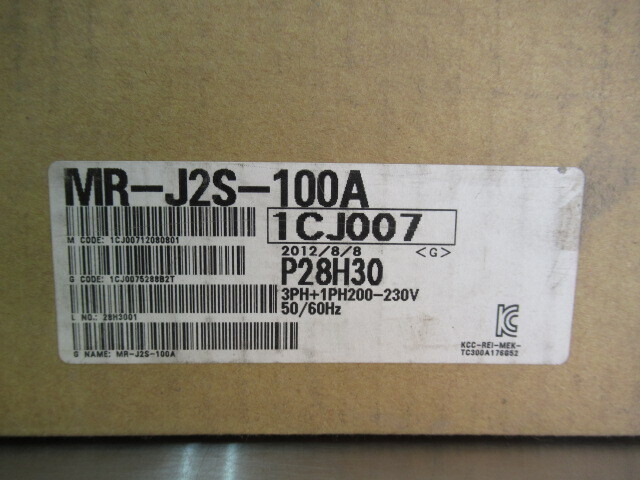 MR-J2S-100A
1CJ007
M CODE: 1CJ00712080801
2012/8/8 <G>
P28H30
G CODE: 1CJ0075288B2T
3PH+1PH200-230V
50/60Hz
L NO.: 28H3001
G NAME: MR-J2S-100A
KCC-REI-MEK-
TC300A176G52